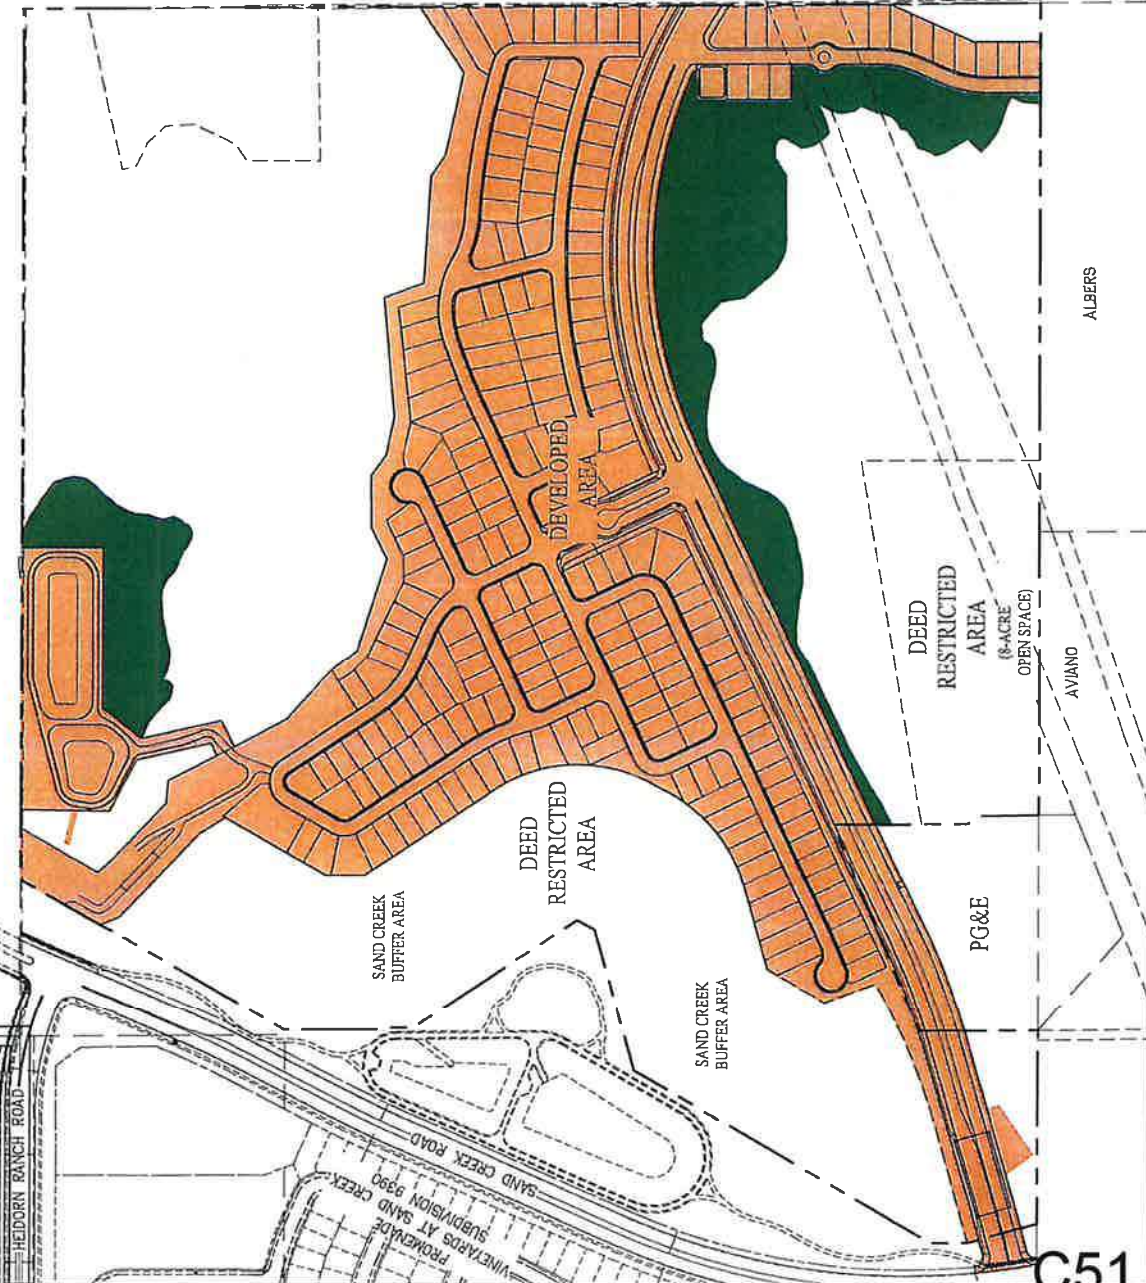 DEVELOPED
AREA
ALBERS
DEED
RESTRICTED
AREA
(8-ACRE
OPEN SPACE)
AVIANO
DEED
RESTRICTED
AREA
SAND CREEK
BUFFER AREA
PG&E
SAND CREEK
BUFFER AREA
HEIDORN RANCH ROAD
SAND CREEK ROAD
PROMENADE
VINEYARDS AT SAND CREEK
SUBDIVISION 9390
C51